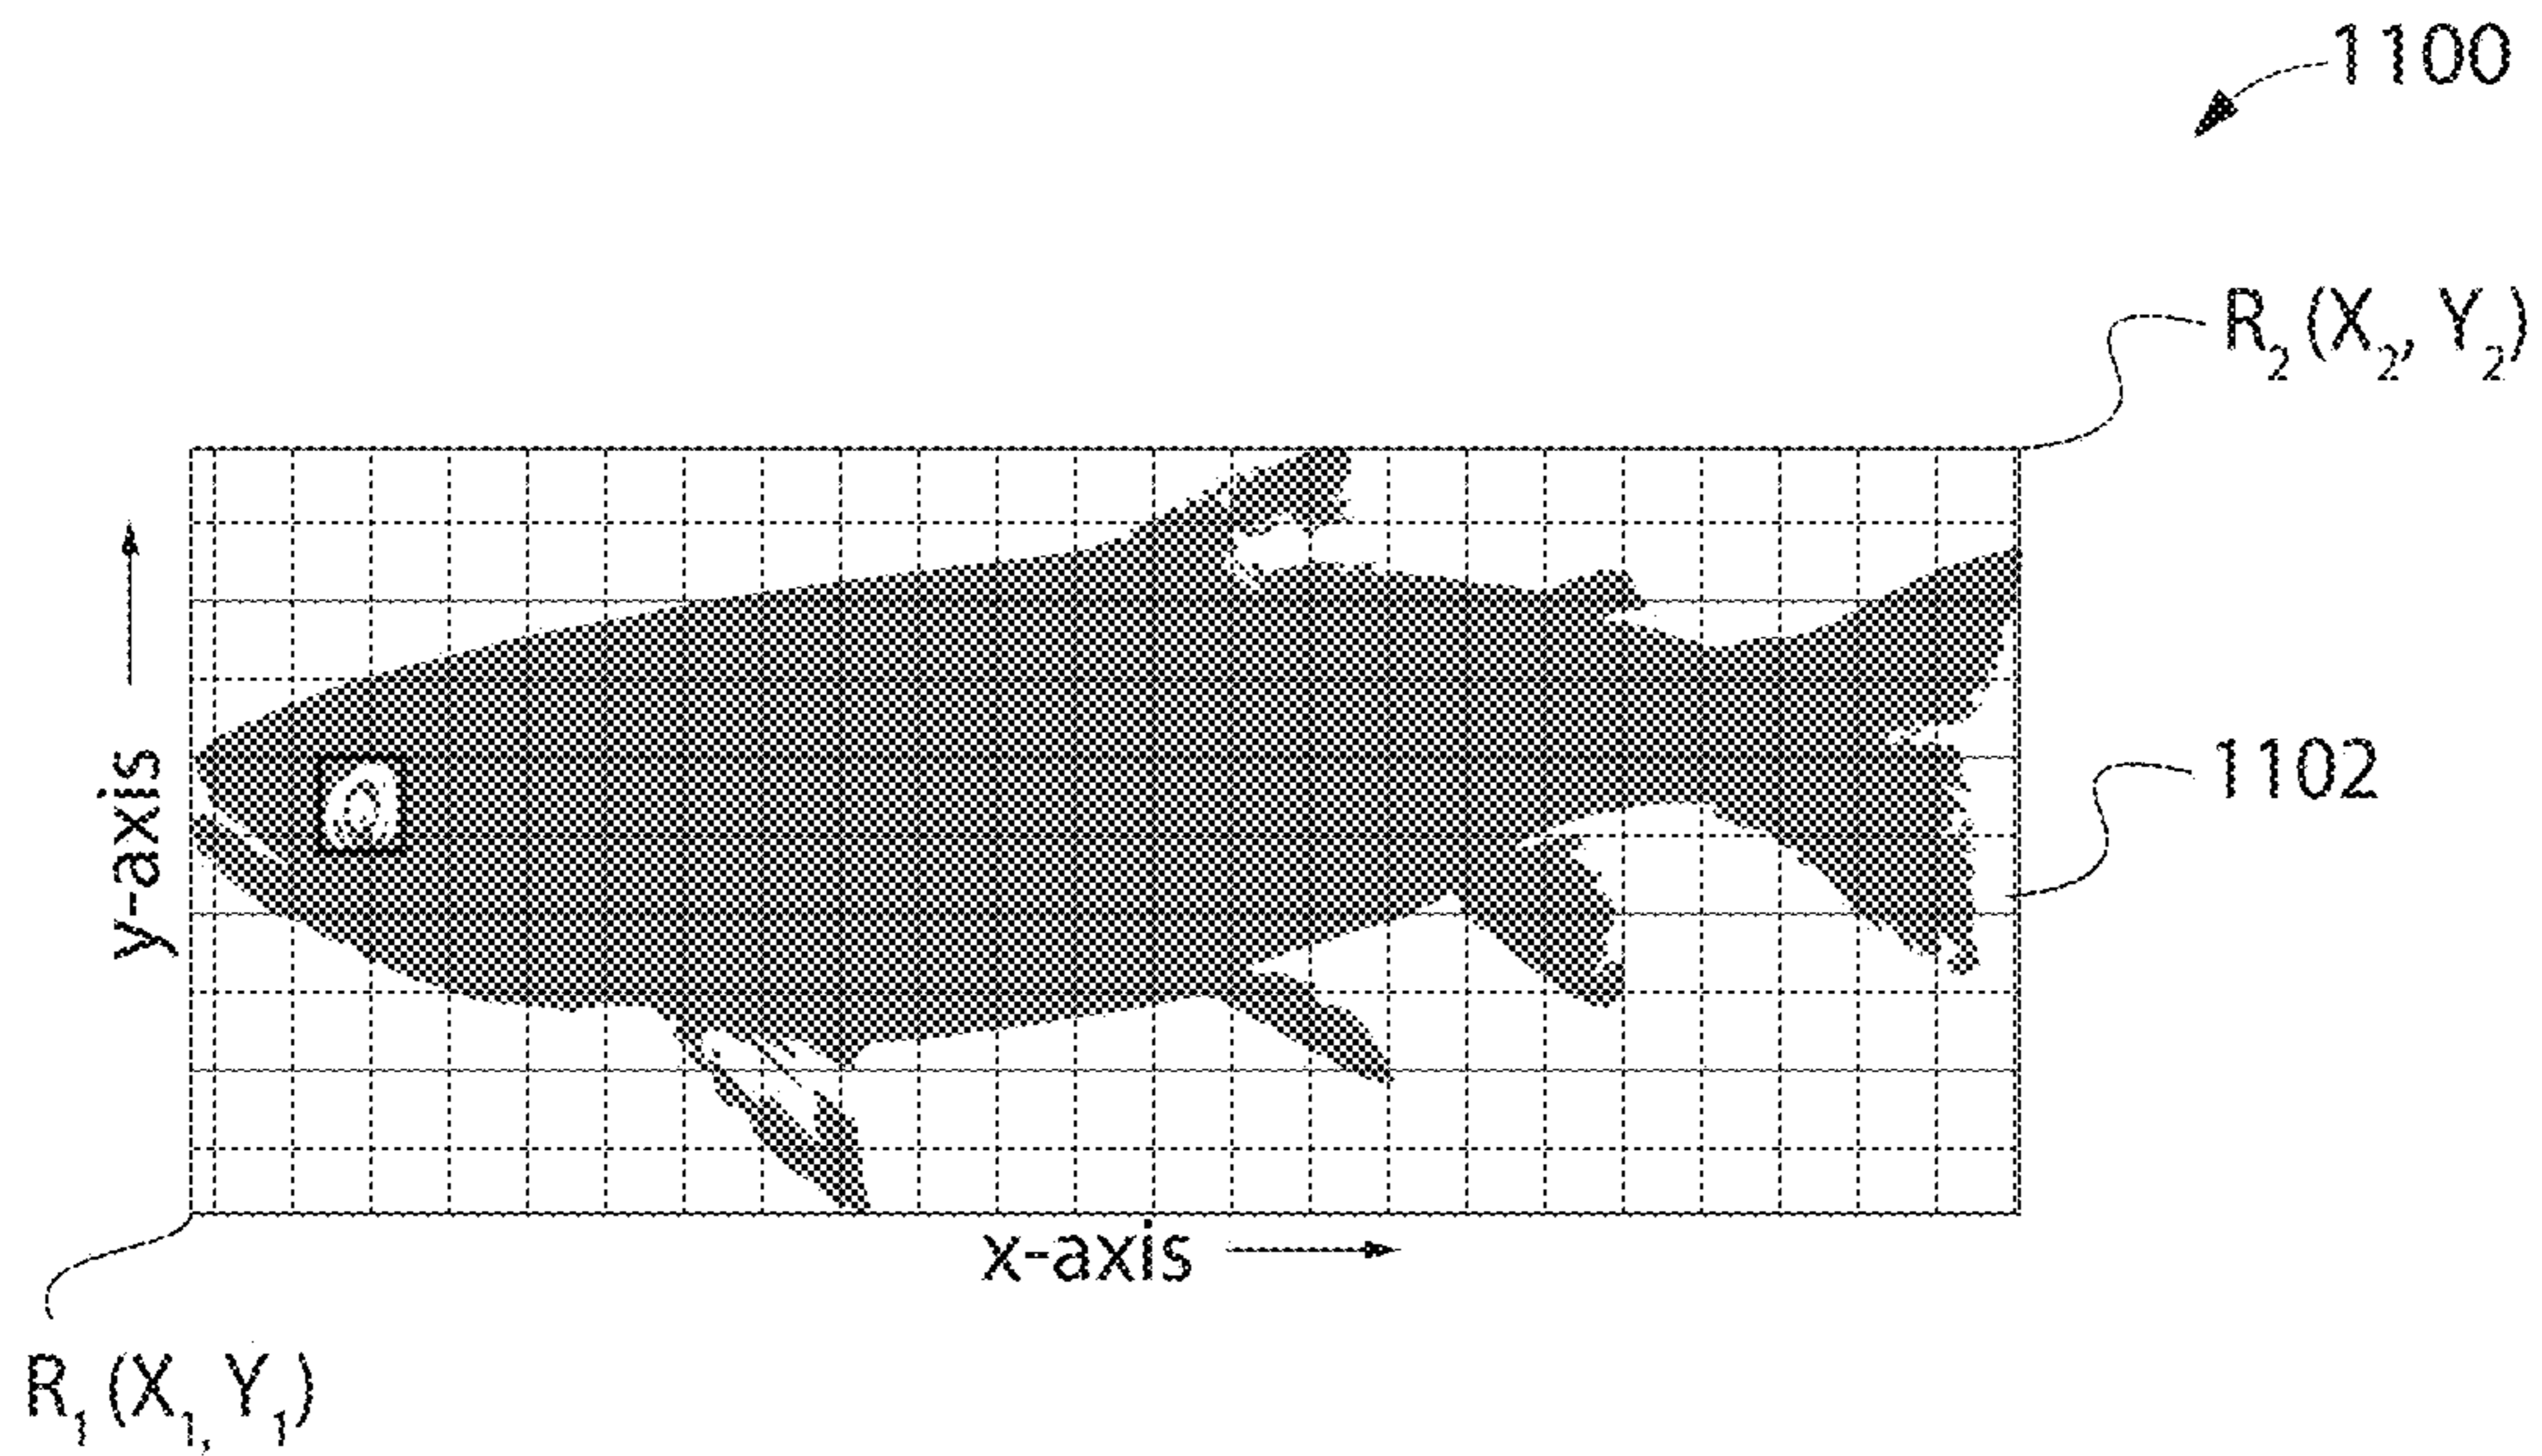 1100
R₂ (X₂, Y₂)
y-axis
1102
x-axis
R₁ (X₁, Y₁)